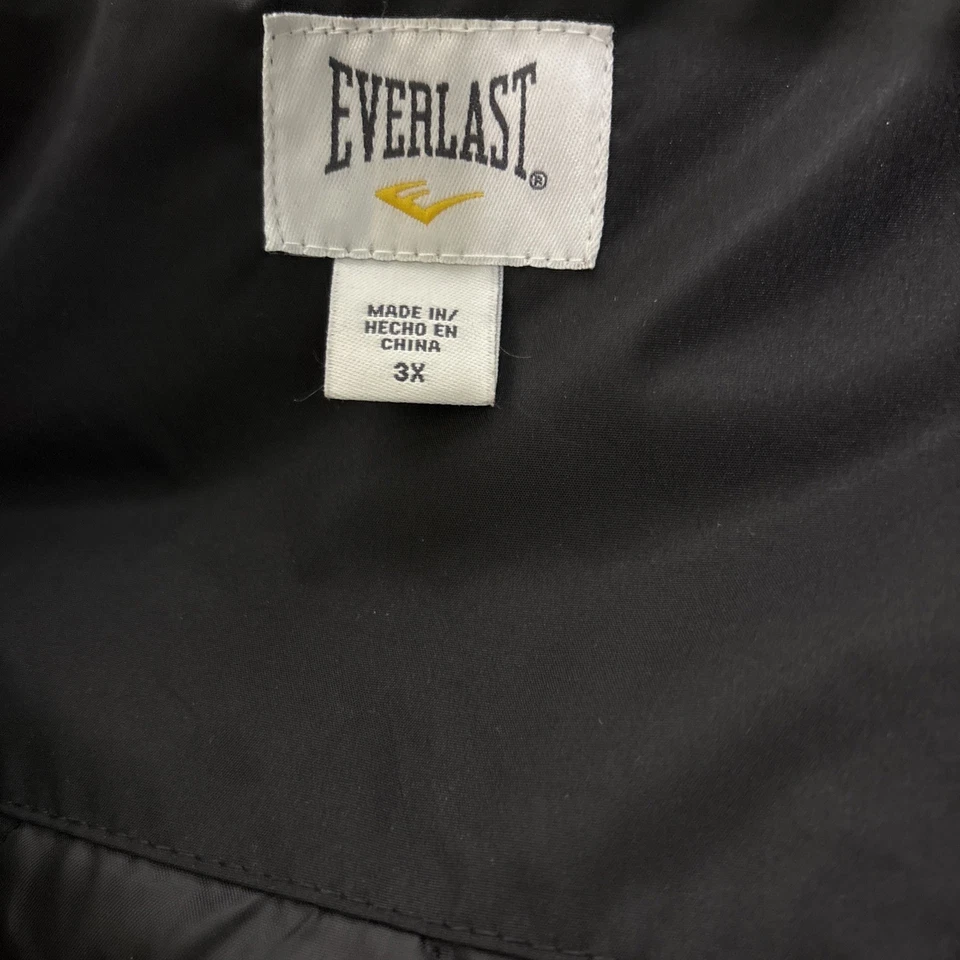 EVERLAST®
MADE IN/
HECHO EN
CHINA
3X